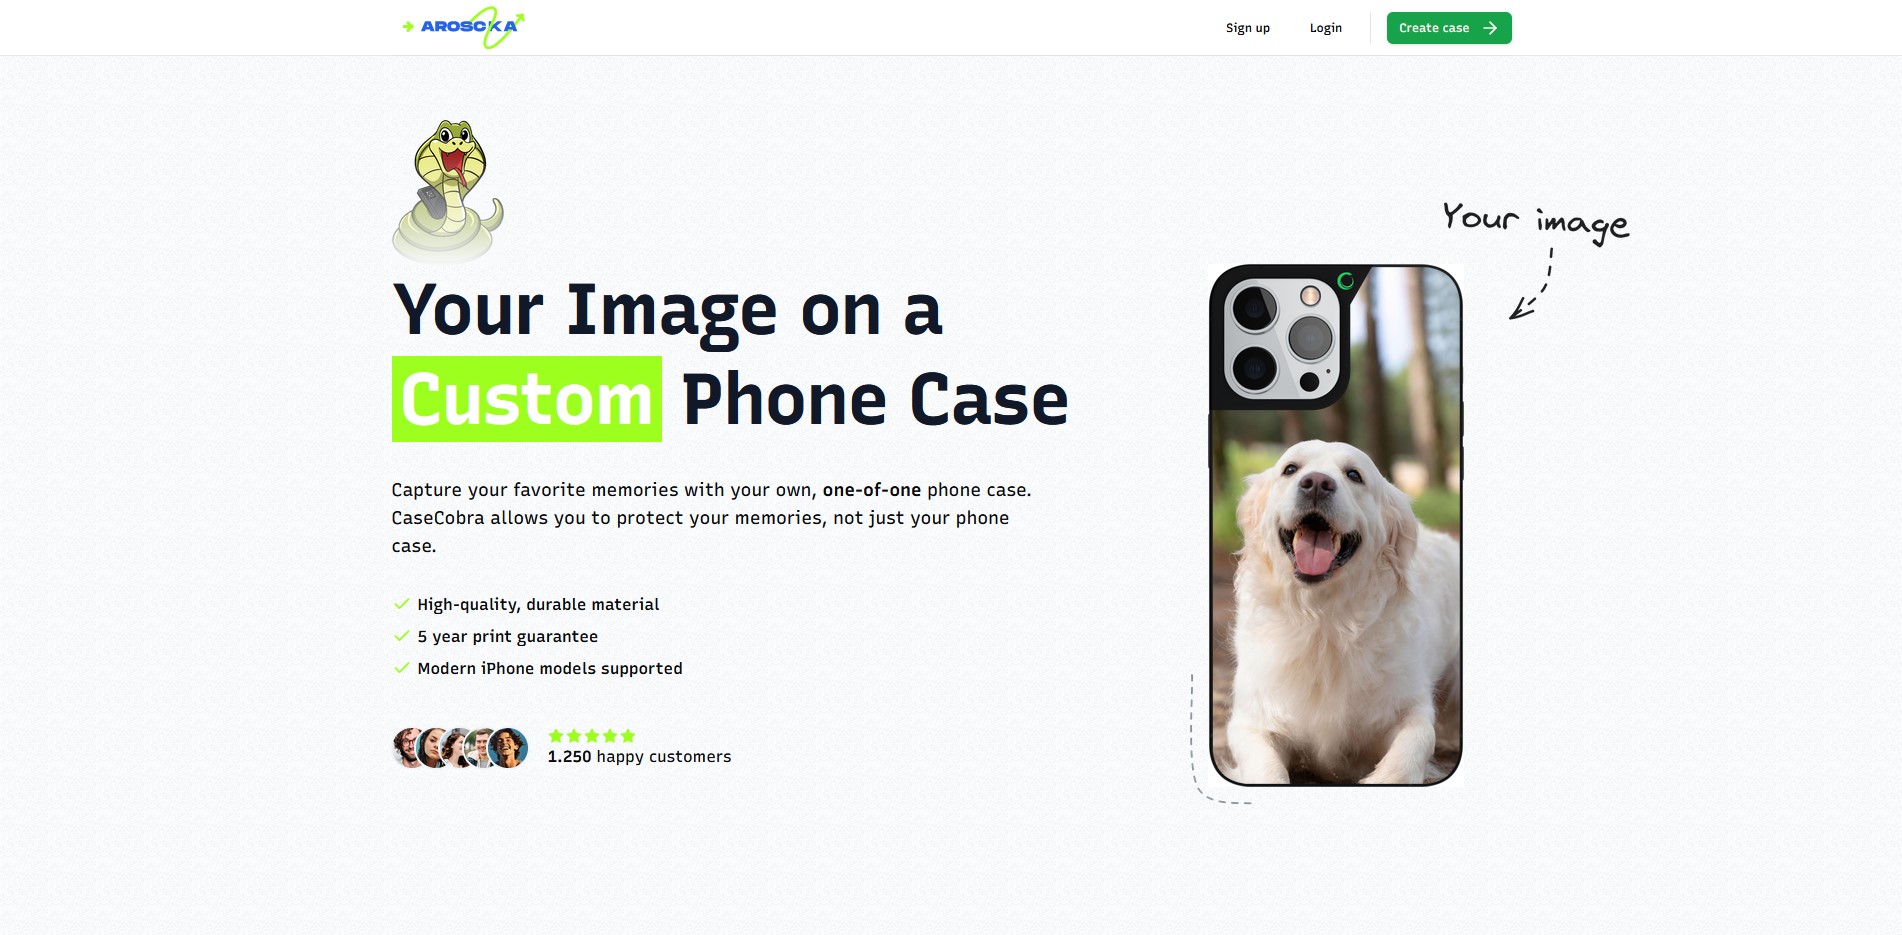 AROSCKA
Sign up
Login
Create case
Your image
Your Image on a
Custom Phone Case
Capture your favorite memories with your own, one-of-one phone case.
CaseCobra allows you to protect your memories, not just your phone
case.
High-quality, durable material
5 year print guarantee
Modern iPhone models supported
1.250 happy customers